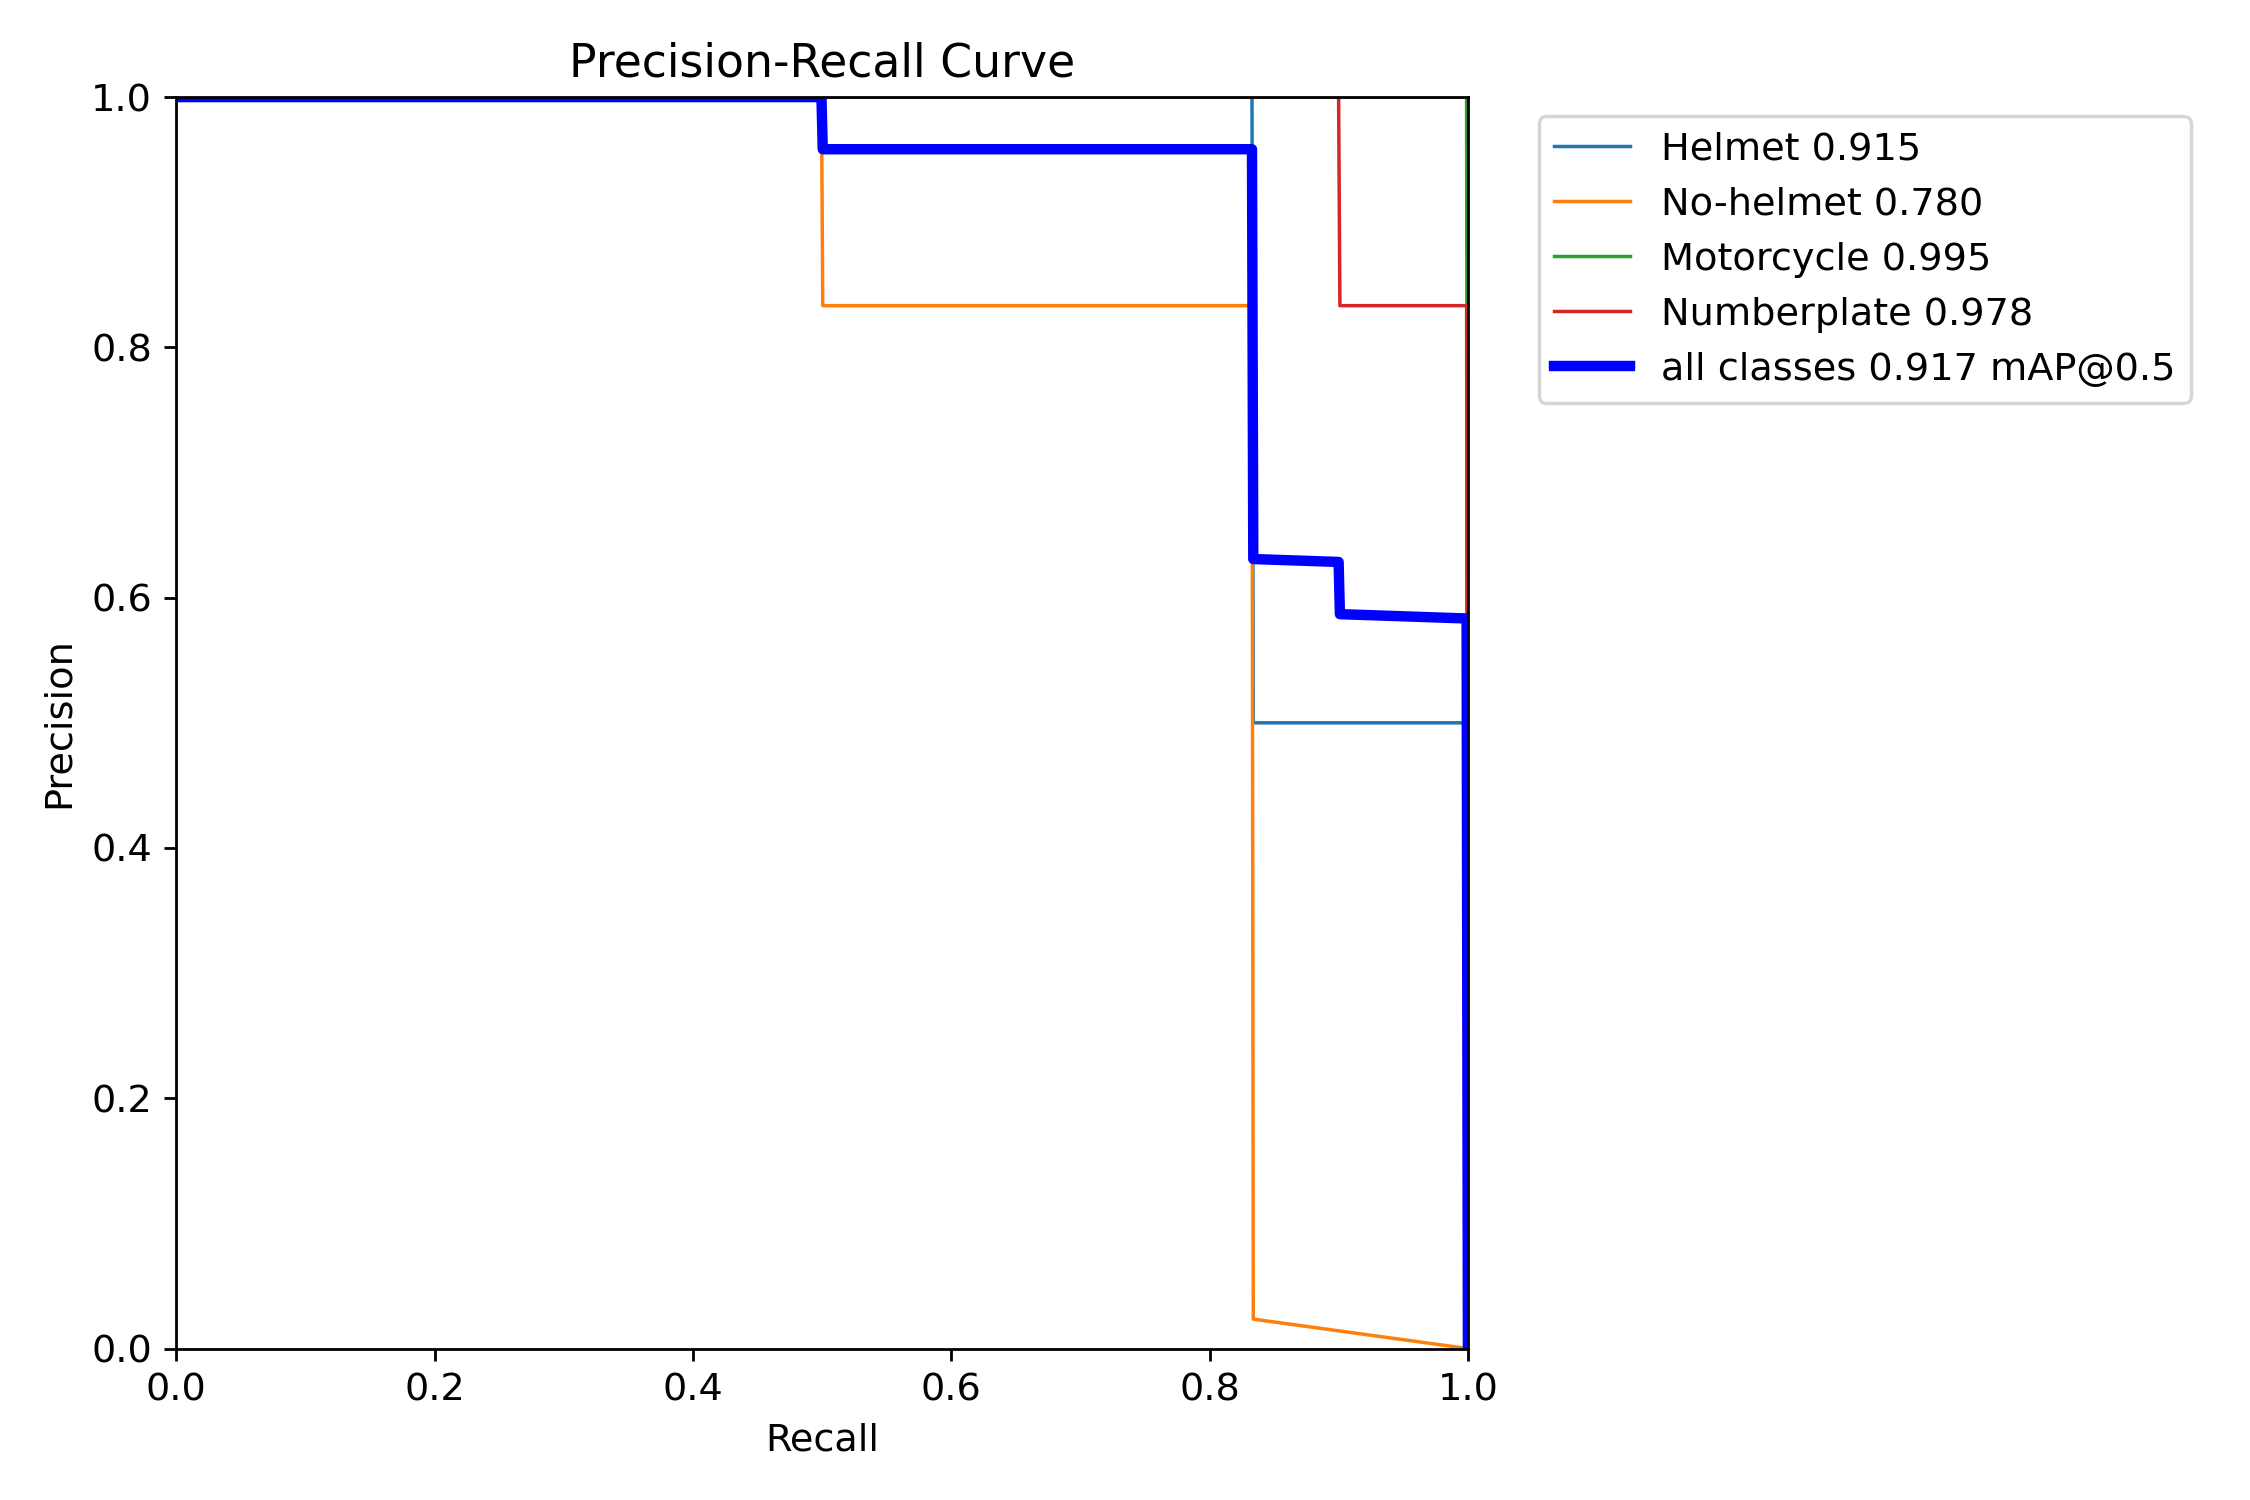 Precision-Recall Curve
1.0
0.8
0.6
0.4
0.2
0.0
Precision
0.0 0.2 0.4 0.6 0.8 1.0
Recall
Helmet 0.915
No-helmet 0.780
Motorcycle 0.995
Numberplate 0.978
all classes 0.917 mAP@0.5